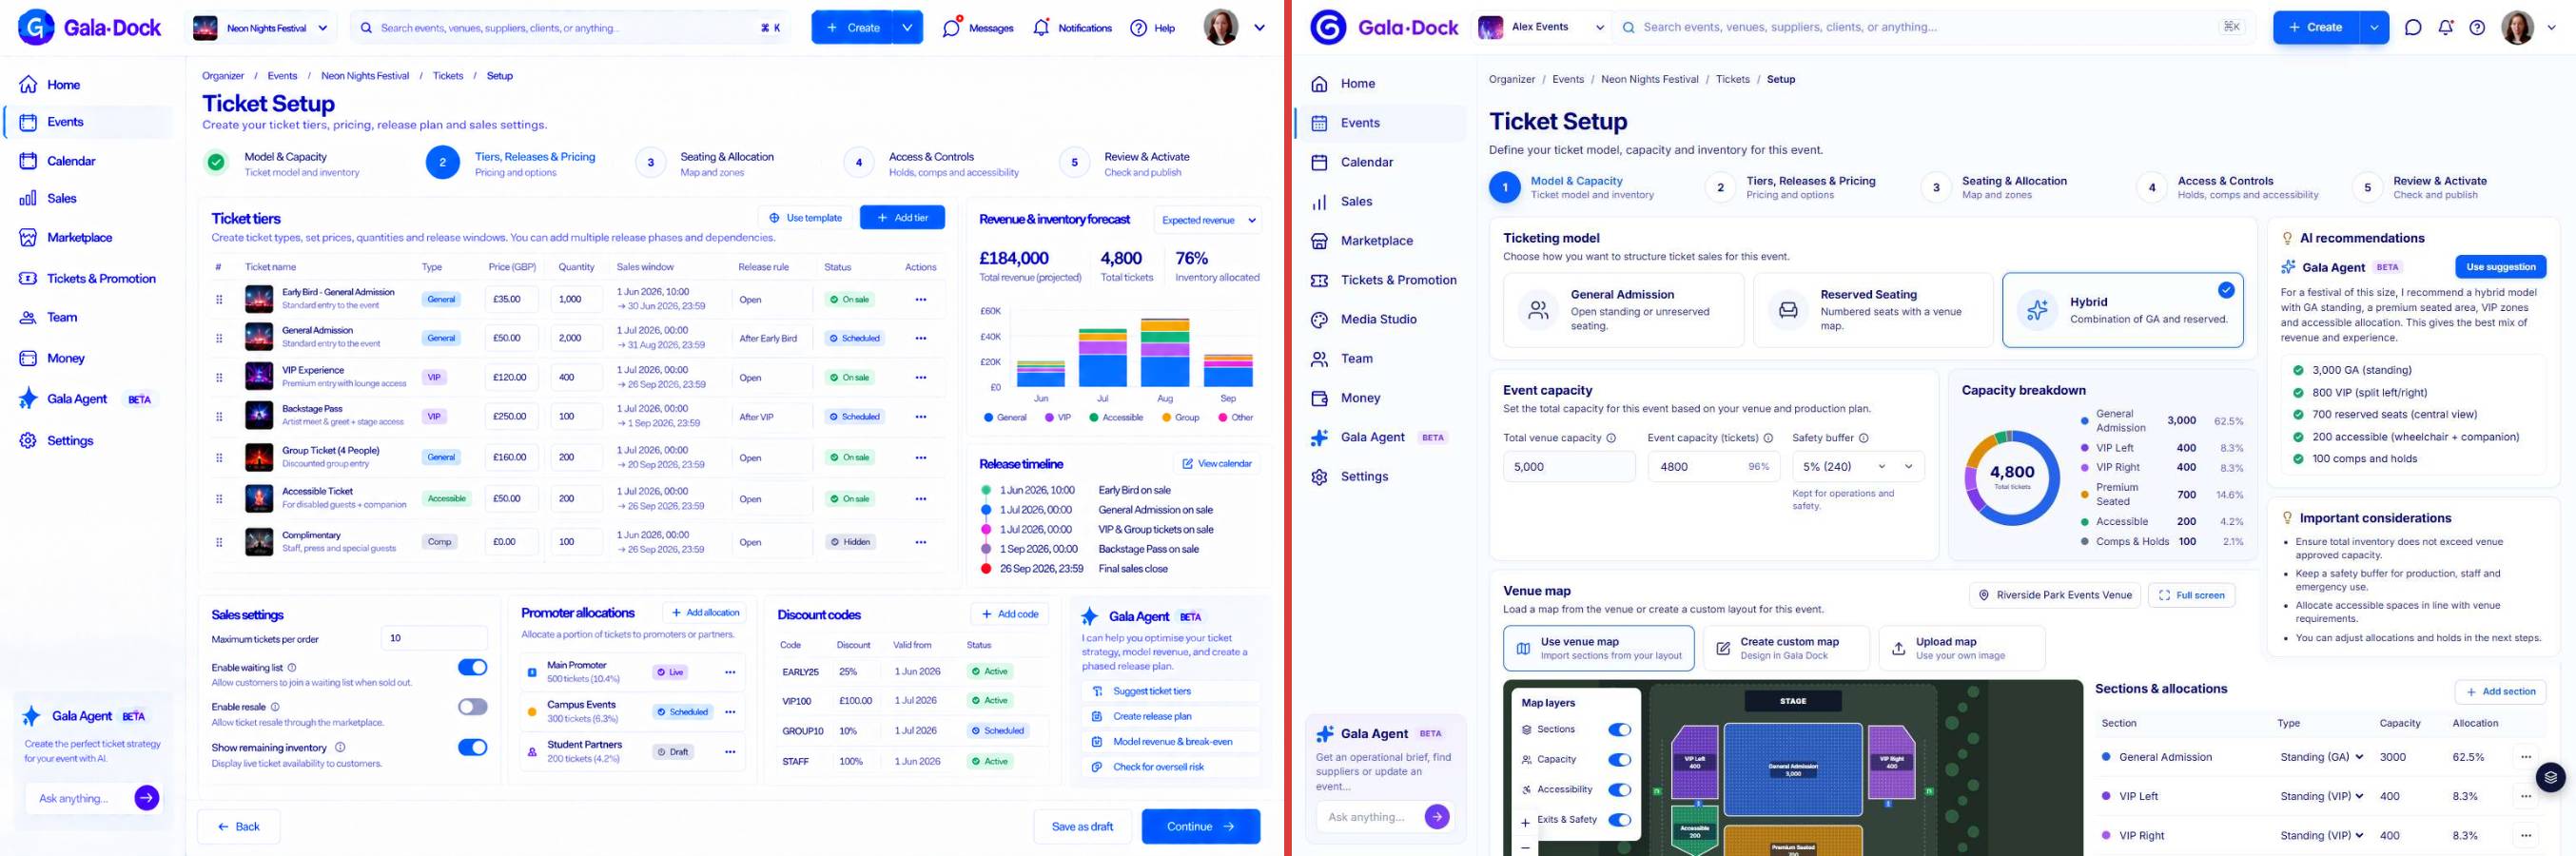 Gala·Dock
Neon Nights Festival
Search events, venues, suppliers, clients, or anything...
⌘ K
+ Create
Messages
Notifications
Help
Home
Events
Calendar
Sales
Marketplace
Tickets & Promotion
Team
Money
Gala Agent BETA
Settings
Gala Agent BETA
Create the perfect ticket strategy
for your event with AI.
Ask anything...
Organizer / Events / Neon Nights Festival / Tickets / Setup
Ticket Setup
Create your ticket tiers, pricing, release plan and sales settings.
Model & Capacity
Ticket model and inventory
2
Tiers, Releases & Pricing
Pricing and options
3
Seating & Allocation
Map and zones
4
Access & Controls
Holds, comps and accessibility
5
Review & Activate
Check and publish
Ticket tiers
Use template
+ Add tier
Create ticket types, set prices, quantities and release windows. You can add multiple release phases and dependencies.
# Ticket name Type Price (GBP) Quantity Sales window Release rule Status Actions
Early Bird - General Admission General £35.00 1,000 1 Jun 2026, 10:00 Open On sale
Standard entry to the event → 30 Jun 2026, 23:59
General Admission General £50.00 2,000 1 Jul 2026, 00:00 After Early Bird Scheduled
Standard entry to the event → 31 Aug 2026, 23:59
VIP Experience VIP £120.00 400 1 Jul 2026, 00:00 Open On sale
Premium entry with lounge access → 26 Sep 2026, 23:59
Backstage Pass VIP £250.00 100 1 Jul 2026, 00:00 After VIP Scheduled
Artist meet & greet + stage access → 1 Sep 2026, 23:59
Group Ticket (4 People) General £160.00 200 1 Jul 2026, 00:00 Open On sale
Discounted group entry → 20 Sep 2026, 23:59
Accessible Ticket Accessible £50.00 200 1 Jul 2026, 00:00 Open On sale
For disabled guests + companion → 26 Sep 2026, 23:59
Complimentary Comp £0.00 100 1 Jun 2026, 00:00 Open Hidden
Staff, press and special guests → 26 Sep 2026, 23:59
Revenue & inventory forecast
Expected revenue
£184,000 4,800 76%
Total revenue (projected) Total tickets Inventory allocated
£60K
£40K
£20K
£0
Jun Jul Aug Sep
General VIP Accessible Group Other
Release timeline
View calendar
1 Jun 2026, 10:00 Early Bird on sale
1 Jul 2026, 00:00 General Admission on sale
1 Jul 2026, 00:00 VIP & Group tickets on sale
1 Sep 2026, 00:00 Backstage Pass on sale
26 Sep 2026, 23:59 Final sales close
Sales settings
Maximum tickets per order 10
Enable waiting list
Allow customers to join a waiting list when sold out.
Enable resale
Allow ticket resale through the marketplace.
Show remaining inventory
Display live ticket availability to customers.
Promoter allocations
+ Add allocation
Allocate a portion of tickets to promoters or partners.
Main Promoter Live
500 tickets (10.4%)
Campus Events Scheduled
300 tickets (6.3%)
Student Partners Draft
200 tickets (4.2%)
Discount codes
+ Add code
Code Discount Valid from Status
EARLY25 25% 1 Jun 2026 Active
VIP100 £100.00 1 Jul 2026 Active
GROUP10 10% 1 Jul 2026 Scheduled
STAFF 100% 1 Jun 2026 Active
Gala Agent BETA
I can help you optimise your ticket
strategy, model revenue, and create a
phased release plan.
Suggest ticket tiers
Create release plan
Model revenue & break-even
Check for oversell risk
← Back
Save as draft
Continue →
Gala·Dock
Alex Events
Search events, venues, suppliers, clients, or anything...
⌘K
+ Create
Home
Events
Calendar
Sales
Marketplace
Tickets & Promotion
Media Studio
Team
Money
Gala Agent BETA
Settings
Gala Agent BETA
Get an operational brief, find
suppliers or update an
event...
Ask anything...
Organizer / Events / Neon Nights Festival / Tickets / Setup
Ticket Setup
Define your ticket model, capacity and inventory for this event.
1
Model & Capacity
Ticket model and inventory
2
Tiers, Releases & Pricing
Pricing and options
3
Seating & Allocation
Map and zones
4
Access & Controls
Holds, comps and accessibility
5
Review & Activate
Check and publish
Ticketing model
Choose how you want to structure ticket sales for this event.
General Admission
Open standing or unreserved
seating.
Reserved Seating
Numbered seats with a venue
map.
Hybrid
Combination of GA and reserved.
Event capacity
Set the total capacity for this event based on your venue and production plan.
Total venue capacity
5,000
Event capacity (tickets)
4800 96%
Safety buffer
5% (240)
Kept for operations and
safety.
Capacity breakdown
4,800
Total tickets
General
Admission 3,000 62.5%
VIP Left 400 8.3%
VIP Right 400 8.3%
Premium
Seated 700 14.6%
Accessible 200 4.2%
Comps & Holds 100 2.1%
AI recommendations
Gala Agent BETA
Use suggestion
For a festival of this size, I recommend a hybrid model
with GA standing, a premium seated area, VIP zones
and accessible allocation. This gives the best mix of
revenue and experience.
3,000 GA (standing)
800 VIP (split left/right)
700 reserved seats (central view)
200 accessible (wheelchair + companion)
100 comps and holds
Important considerations
• Ensure total inventory does not exceed venue
approved capacity.
• Keep a safety buffer for production, staff and
emergency use.
• Allocate accessible spaces in line with venue
requirements.
• You can adjust allocations and holds in the next steps.
Venue map
Load a map from the venue or create a custom layout for this event.
Riverside Park Events Venue
Full screen
Use venue map
Import sections from your layout
Create custom map
Design in Gala Dock
Upload map
Use your own image
Map layers
Sections
Capacity
Accessibility
Exits & Safety
+
−
STAGE
VIP Left
400
General Admission
3,000
VIP Right
400
Accessible
200
Premium Seated
700
Sections & allocations
+ Add section
Section Type Capacity Allocation
General Admission Standing (GA) 3000 62.5%
VIP Left Standing (VIP) 400 8.3%
VIP Right Standing (VIP) 400 8.3%